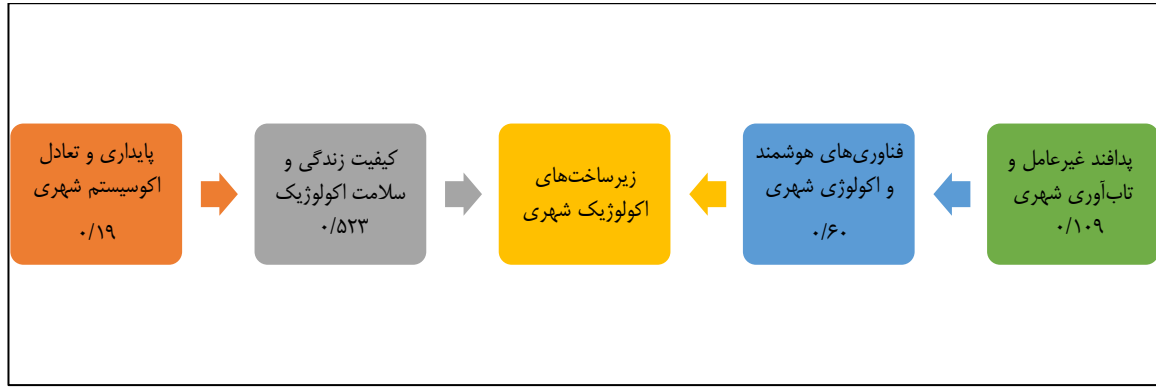 پدافند غیرعامل و
تاب‌آوری شهری
۰/۱۰۹
فناوری‌های هوشمند
و اکولوژی شهری
۰/۶۰
زیرساخت‌های
اکولوژیک شهری
کیفیت زندگی و
سلامت اکولوژیک
۰/۵۲۳
پایداری و تعادل
اکوسیستم شهری
۰/۱۹